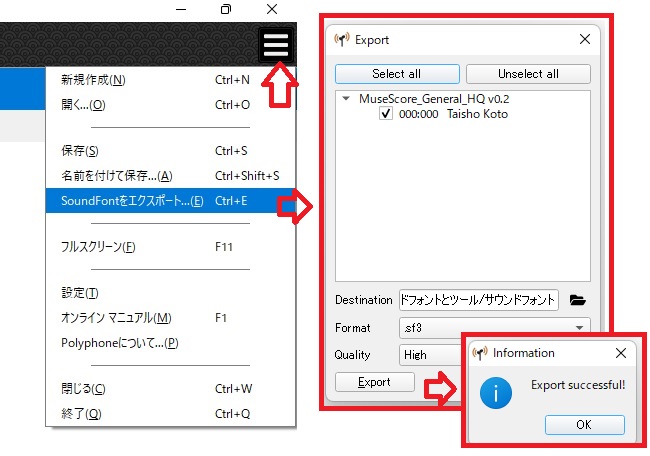 新規作成(N) Ctrl+N
開く...(O) Ctrl+O
保存(S) Ctrl+S
名前を付けて保存...(A) Ctrl+Shift+S
SoundFontをエクスポート...(E) Ctrl+E
フルスクリーン(F) F11
設定(T)
オンライン マニュアル(M) F1
Polyphoneについて...(P)
閉じる(C) Ctrl+W
終了(Q) Ctrl+Q
Export
Select all Unselect all
MuseScore_General_HQ v0.2
000:000 Taisho Koto
Destination ドフォントとツール/サウンドフォント
Format .sf3
Quality High
Export
Information
Export successful!
OK